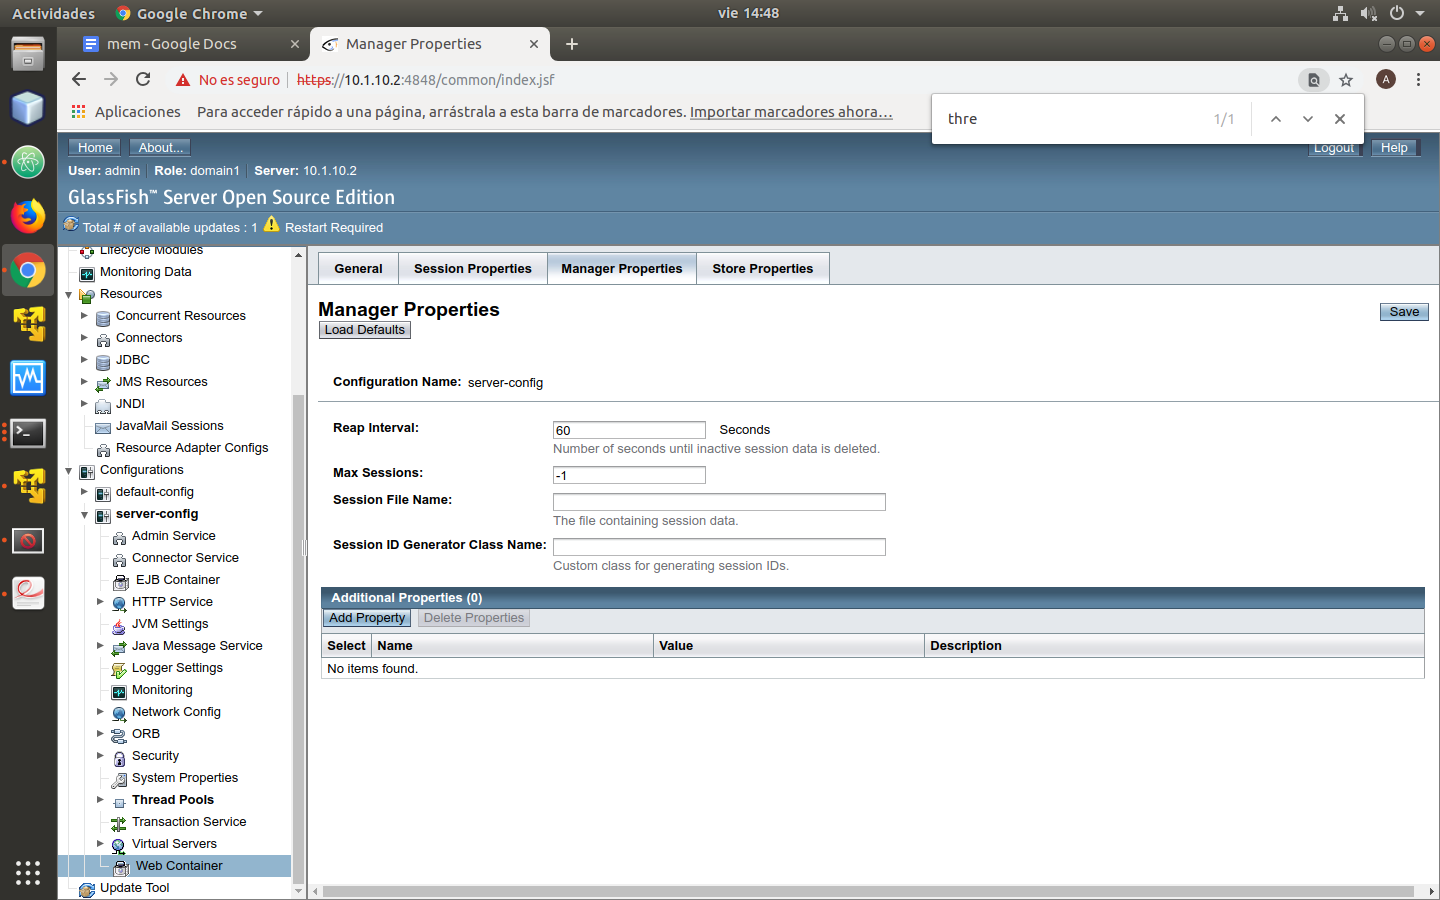 Actividades Google Chrome vie 14:48
mem - Google Docs Manager Properties
No es seguro https://10.1.10.2:4848/common/index.jsf A
Aplicaciones Para acceder rápido a una página, arrástrala a esta barra de marcadores. Importar marcadores ahora…
thre 1/1
Home About... Logout Help
User: admin Role: domain1 Server: 10.1.10.2
GlassFish™ Server Open Source Edition
Total # of available updates : 1 Restart Required
Lifecycle Modules
Monitoring Data
Resources
Concurrent Resources
Connectors
JDBC
JMS Resources
JNDI
JavaMail Sessions
Resource Adapter Configs
Configurations
default-config
server-config
Admin Service
Connector Service
EJB Container
HTTP Service
JVM Settings
Java Message Service
Logger Settings
Monitoring
Network Config
ORB
Security
System Properties
Thread Pools
Transaction Service
Virtual Servers
Web Container
Update Tool
General Session Properties Manager Properties Store Properties
Manager Properties
Save
Load Defaults
Configuration Name: server-config
Reap Interval: 60 Seconds
Number of seconds until inactive session data is deleted.
Max Sessions: -1
Session File Name:
The file containing session data.
Session ID Generator Class Name:
Custom class for generating session IDs.
Additional Properties (0)
Add Property Delete Properties
Select Name Value Description
No items found.